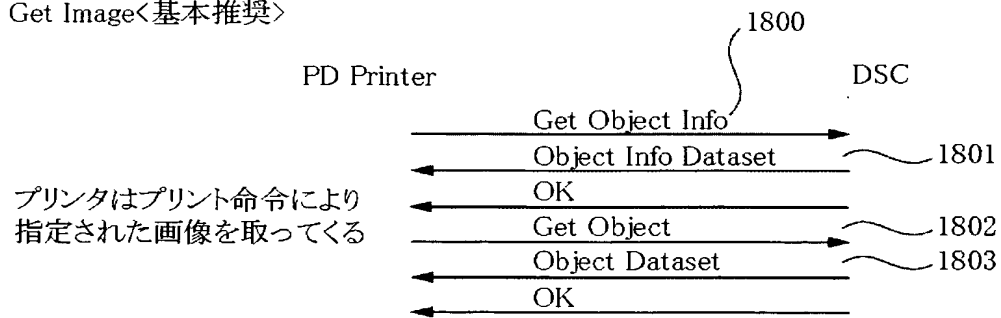 Get Image<基本推奨>
1800
PD Printer
DSC
Get Object Info
Object Info Dataset
1801
OK
プリンタはプリント命令により
指定された画像を取ってくる
Get Object
1802
Object Dataset
1803
OK